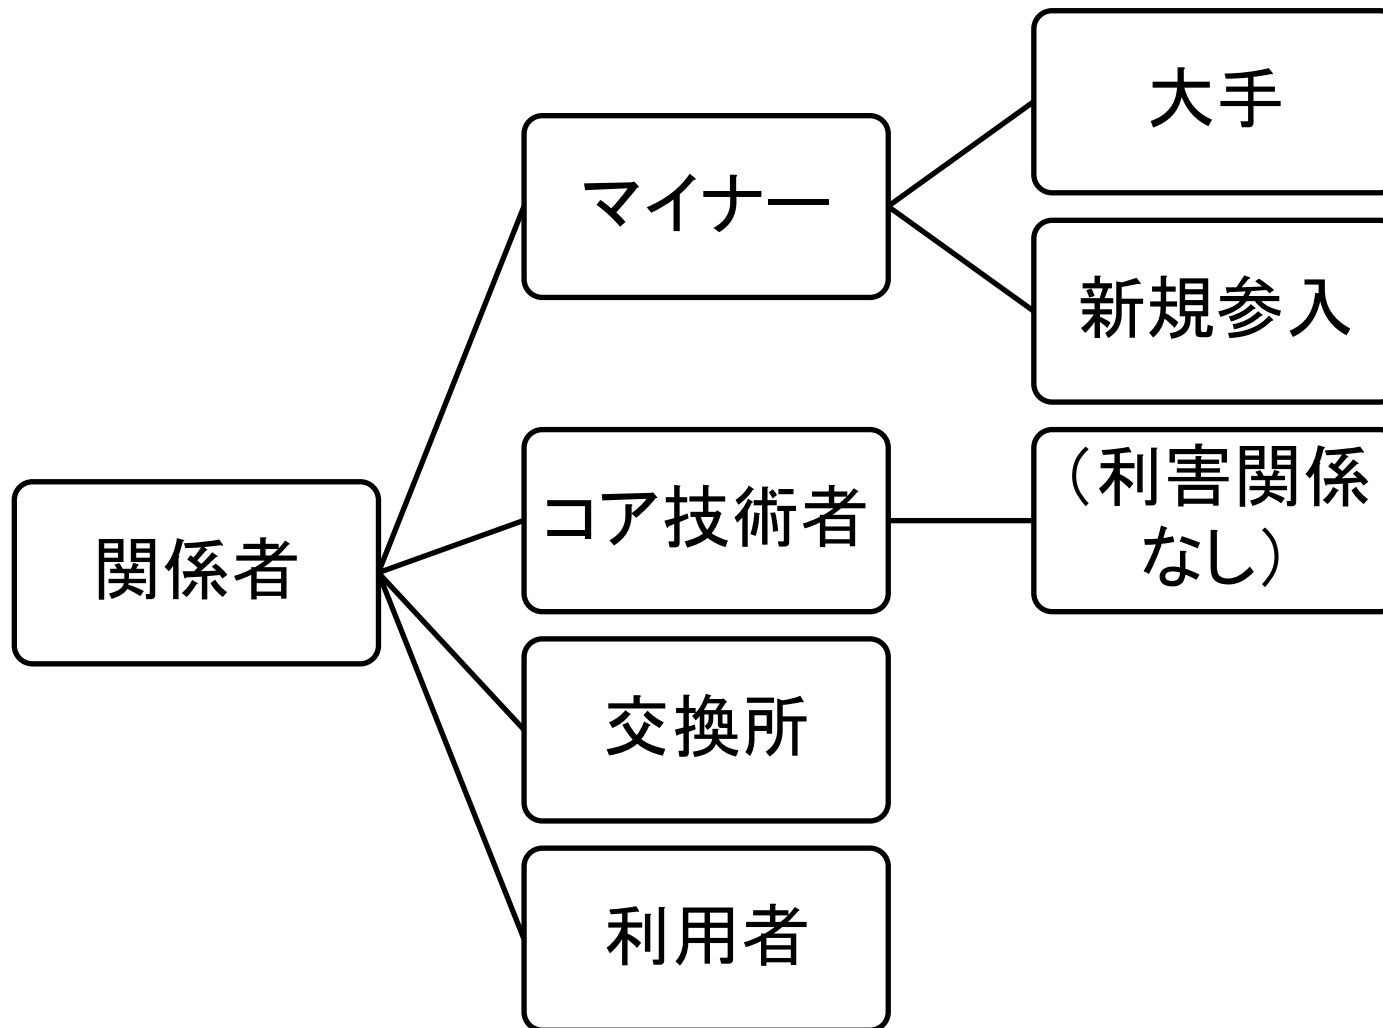 関係者
マイナー
大手
新規参入
コア技術者
（利害関係
なし）
交換所
利用者